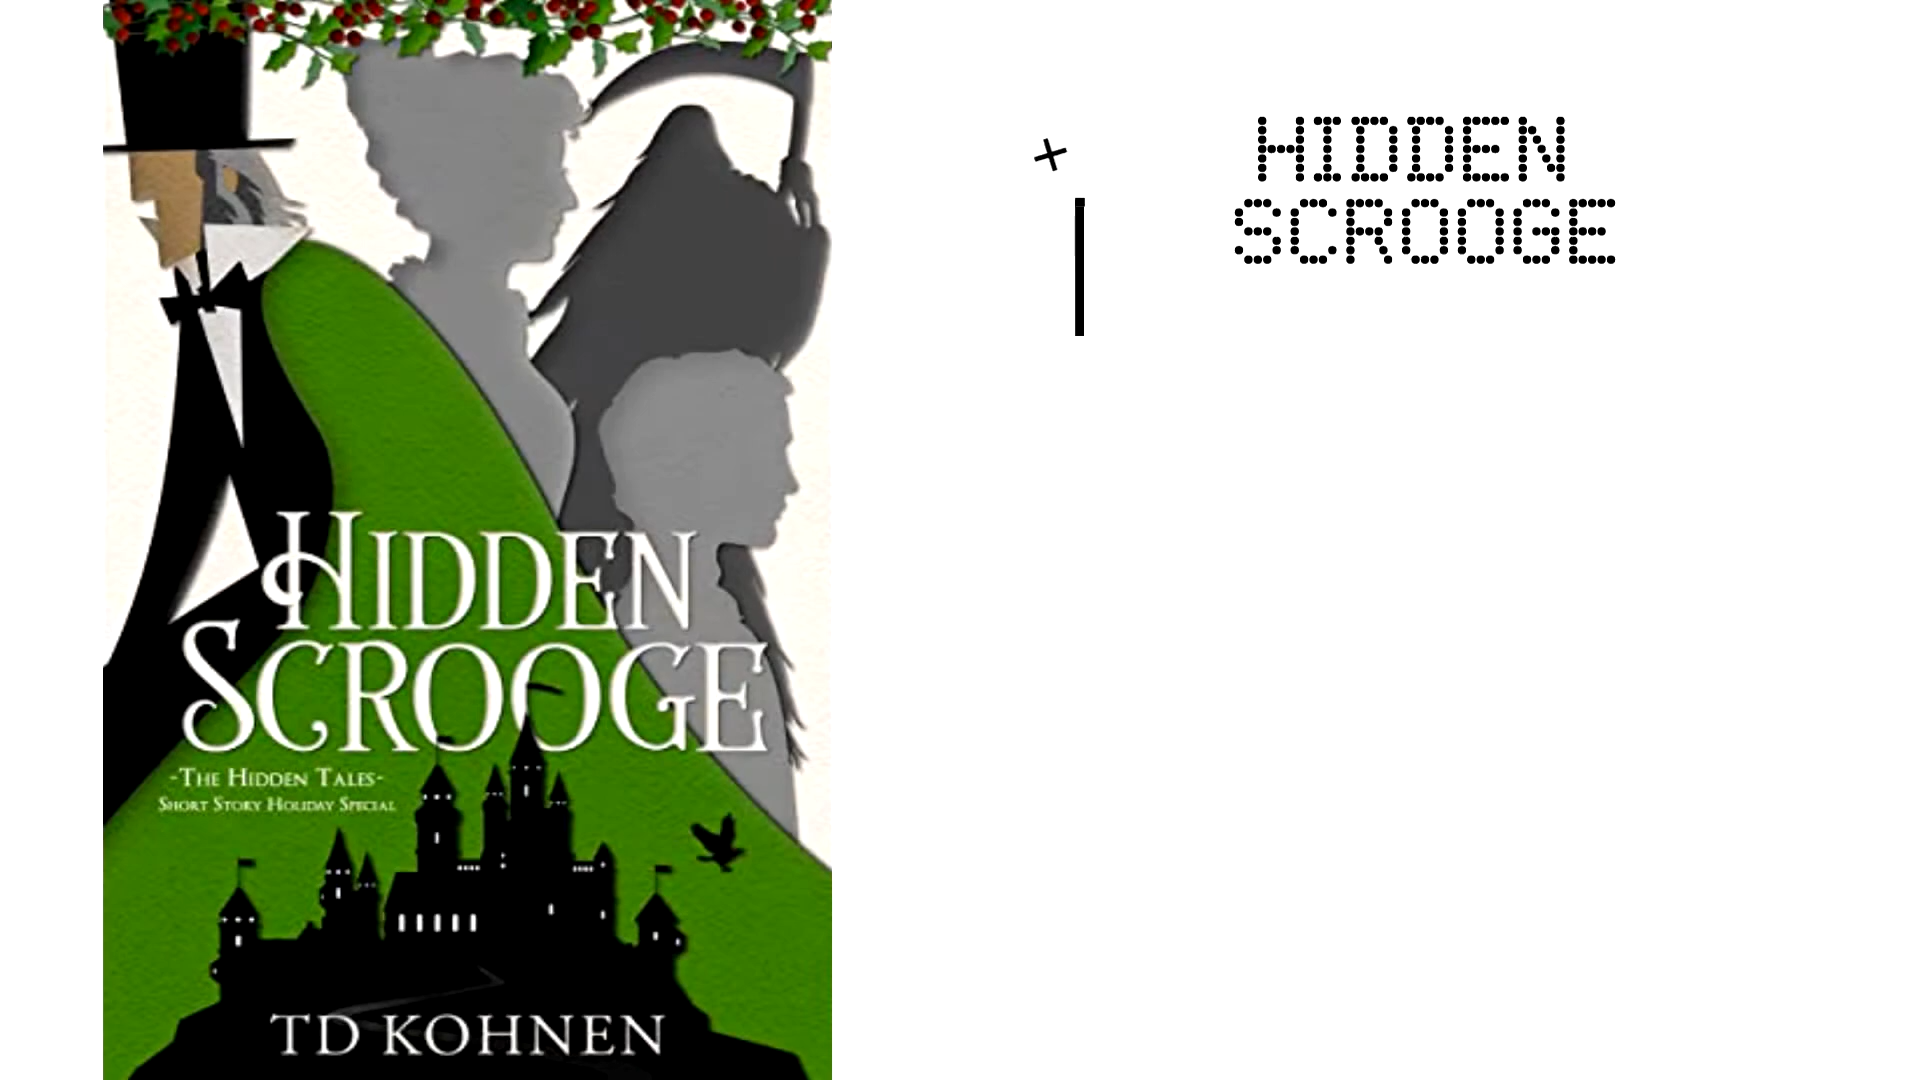 HIDDEN
SCROOGE
-THE HIDDEN TALES-
SHORT STORY HOLIDAY SPECIAL
TD KOHNEN
HIDDEN
SCROOGE